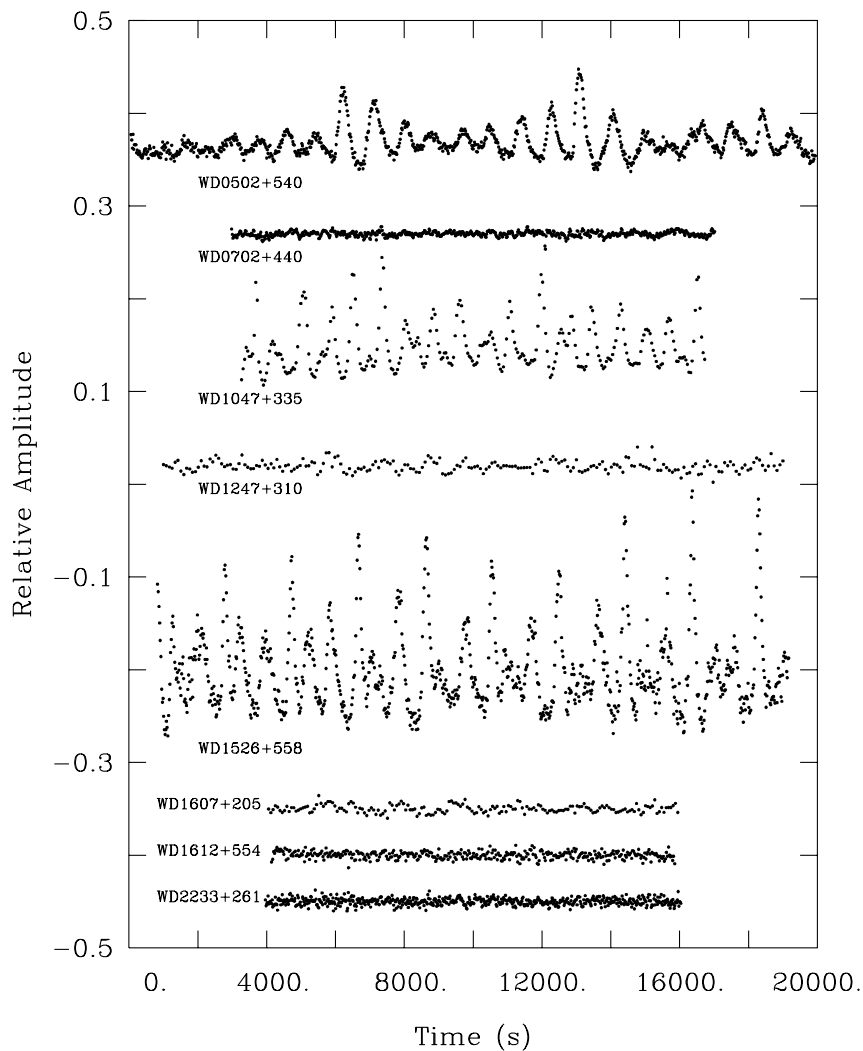 0.5
WD0502+540
0.3
WD0702+440
0.1
WD1047+335
WD1247+310
−0.1
WD1526+558
−0.3
WD1607+205
WD1612+554
WD2233+261
−0.5
0. 4000. 8000. 12000. 16000. 20000.
Time (s)
Relative Amplitude